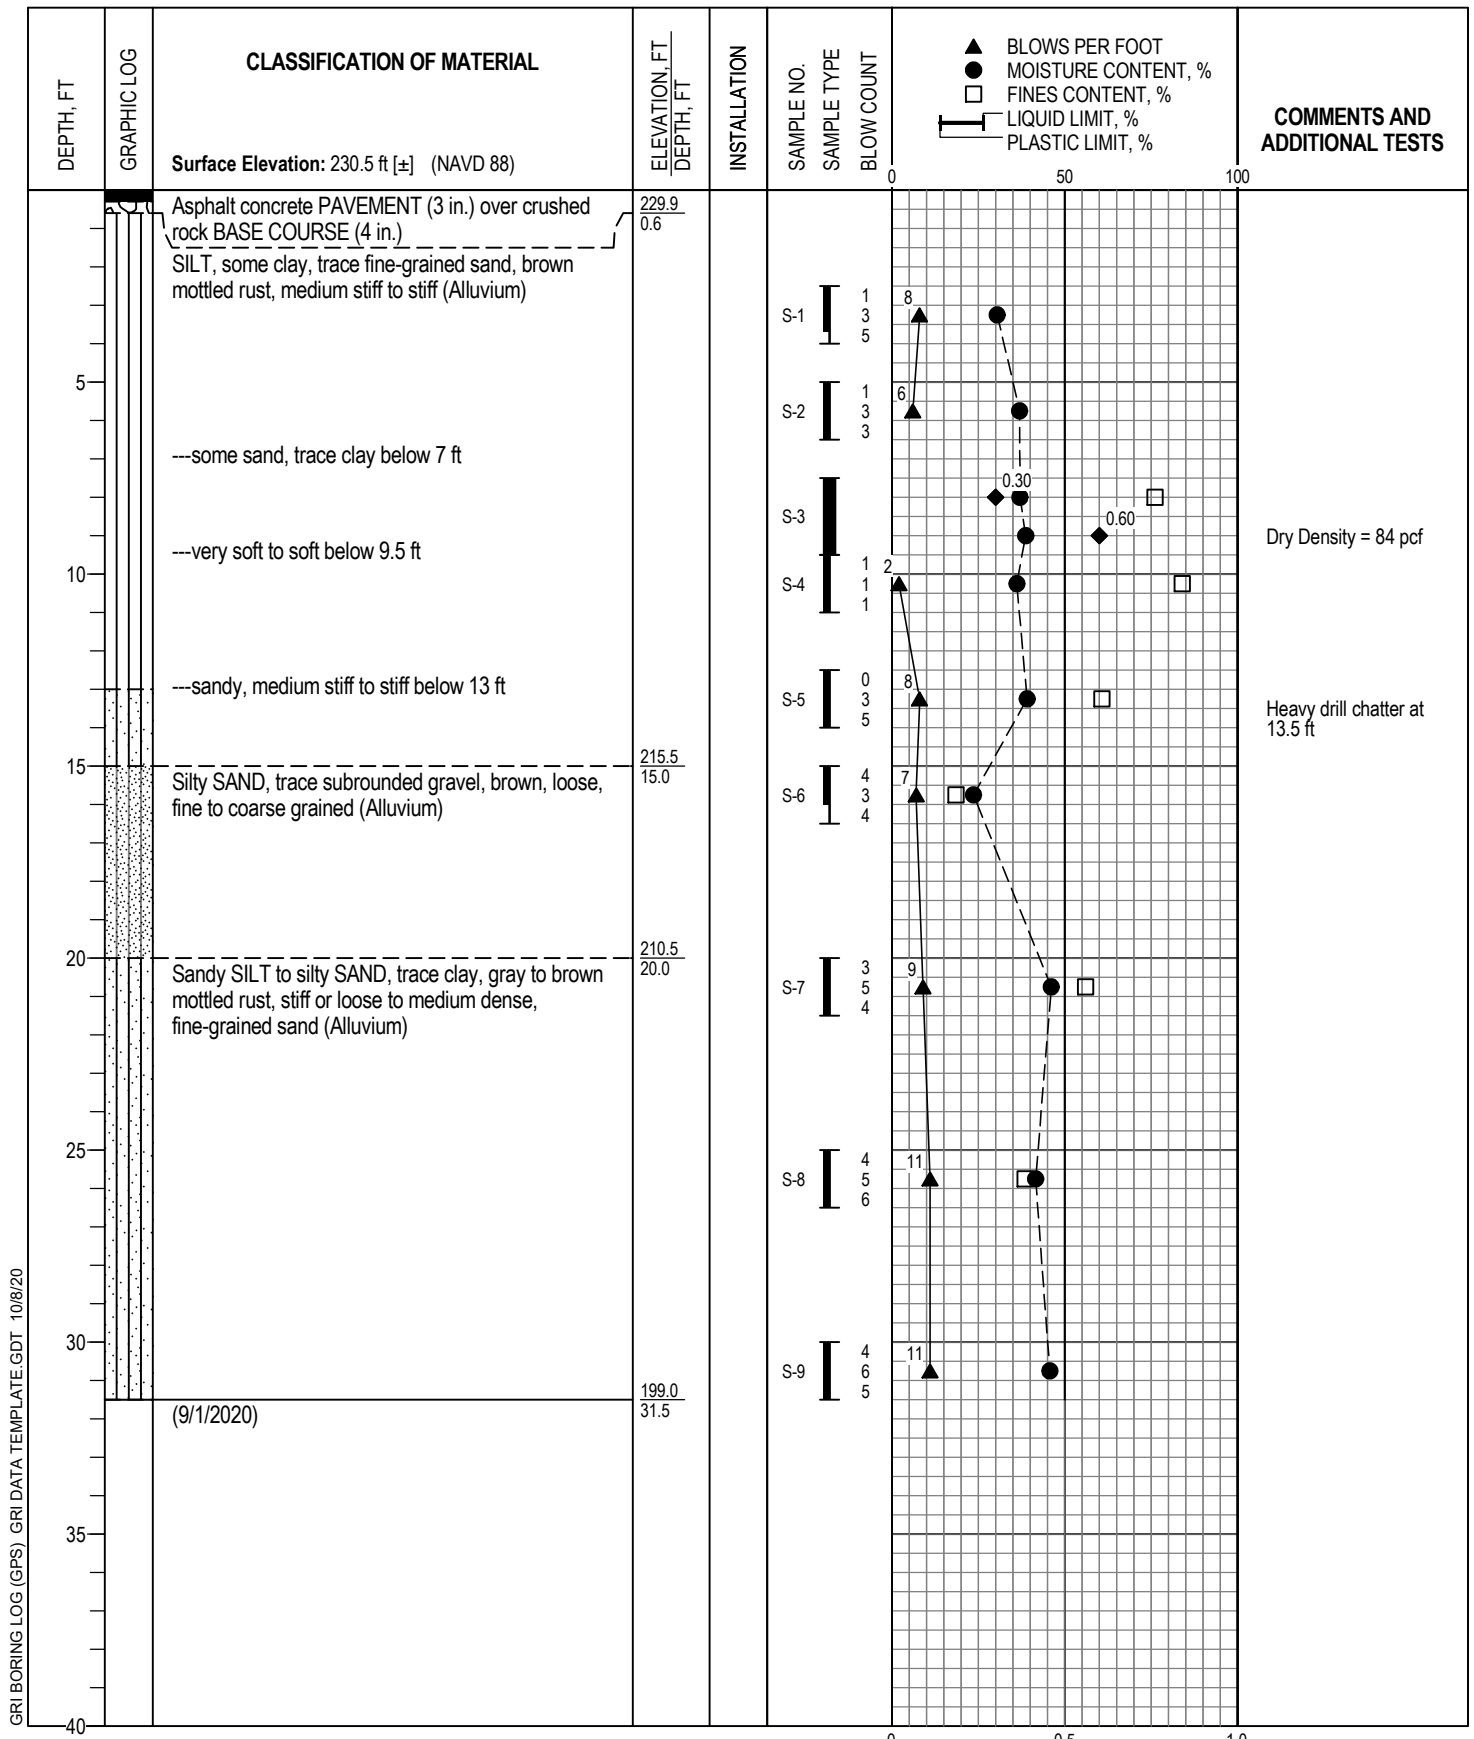 DEPTH, FT
GRAPHIC LOG
CLASSIFICATION OF MATERIAL
Surface Elevation: 230.5 ft [±] (NAVD 88)
ELEVATION, FT
DEPTH, FT
INSTALLATION
SAMPLE NO.
SAMPLE TYPE
BLOW COUNT
BLOWS PER FOOT
MOISTURE CONTENT, %
FINES CONTENT, %
LIQUID LIMIT, %
PLASTIC LIMIT, %
0 50 100
COMMENTS AND
ADDITIONAL TESTS
Asphalt concrete PAVEMENT (3 in.) over crushed
rock BASE COURSE (4 in.)
229.9
0.6
SILT, some clay, trace fine-grained sand, brown
mottled rust, medium stiff to stiff (Alluvium)
S-1
1
3
5
8
5
S-2
1
3
3
6
---some sand, trace clay below 7 ft
S-3
0.30
0.60
Dry Density = 84 pcf
---very soft to soft below 9.5 ft
10
S-4
1
1
1
2
---sandy, medium stiff to stiff below 13 ft
S-5
0
3
5
8
Heavy drill chatter at
13.5 ft
15
215.5
15.0
Silty SAND, trace subrounded gravel, brown, loose,
fine to coarse grained (Alluvium)
S-6
4
3
4
7
20
210.5
20.0
Sandy SILT to silty SAND, trace clay, gray to brown
mottled rust, stiff or loose to medium dense,
fine-grained sand (Alluvium)
S-7
3
5
4
9
25
S-8
4
5
6
11
30
S-9
4
6
5
11
199.0
31.5
(9/1/2020)
35
40
0 0.5 1.0
GRI BORING LOG (GPS) GRI DATA TEMPLATE.GDT 10/8/20